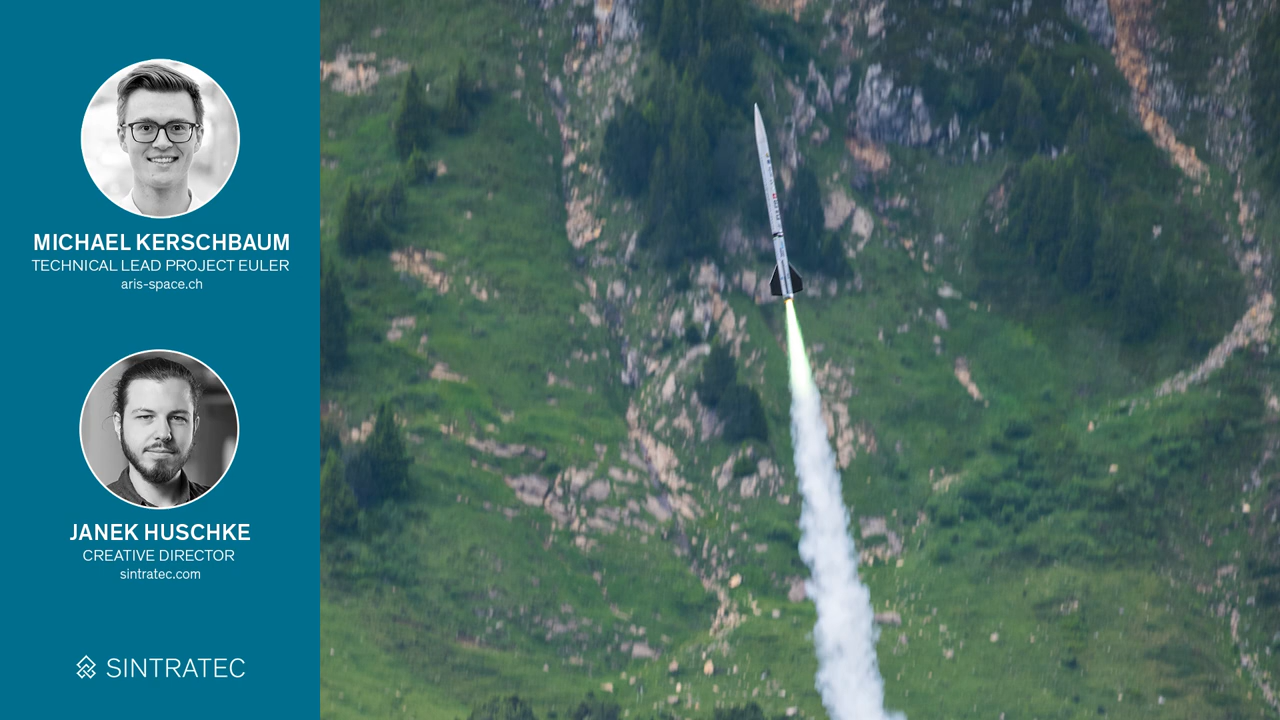 MICHAEL KERSCHBAUM
TECHNICAL LEAD PROJECT EULER
aris-space.ch
JANEK HUSCHKE
CREATIVE DIRECTOR
sintratec.com
SINTRATEC